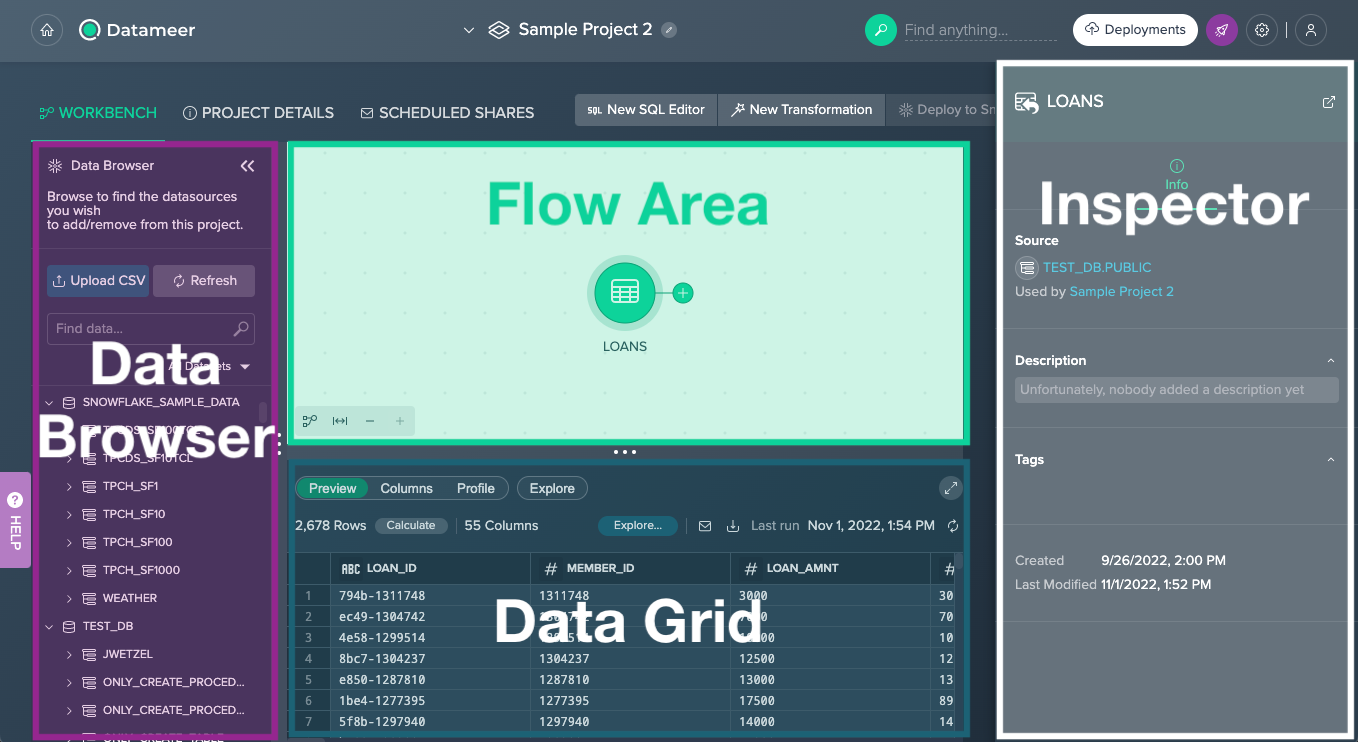 Datameer
Sample Project 2
Find anything...
Deployments
WORKBENCH
PROJECT DETAILS
SCHEDULED SHARES
SQL New SQL Editor
New Transformation
Deploy to Sn
LOANS
Data Browser
Browse to find the datasources
you wish
to add/remove from this project.
Upload CSV
Refresh
Find data...
Data
Browser
SNOWFLAKE_SAMPLE_DATA
TPCDS_SF10TCL
TPCH_SF1
TPCH_SF10
TPCH_SF100
TPCH_SF1000
WEATHER
TEST_DB
JWETZEL
ONLY_CREATE_PROCED...
ONLY_CREATE_PROCED...
ONLY_CREATE_TABLE
HELP
Flow Area
LOANS
Preview
Columns
Profile
Explore
2,678 Rows
Calculate
55 Columns
Explore...
Last run Nov 1, 2022, 1:54 PM
ABC LOAN_ID # MEMBER_ID # LOAN_AMNT #
1 794b-1311748 1311748 3000 30
2 ec49-1304742 70
3 4e58-1299514 10
4 8bc7-1304237 1304237 12500 12
5 e850-1287810 1287810 13000 13
6 1be4-1277395 1277395 17500 89
7 5f8b-1297940 1297940 14000 14
Data Grid
Info
Inspector
Source
TEST_DB.PUBLIC
Used by Sample Project 2
Description
Unfortunately, nobody added a description yet
Tags
Created 9/26/2022, 2:00 PM
Last Modified 11/1/2022, 1:52 PM